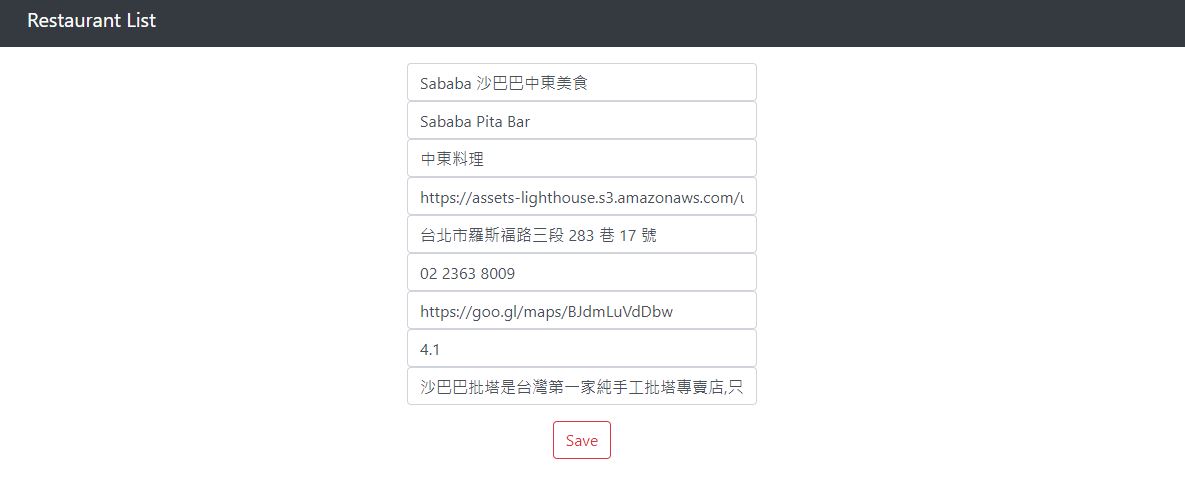 Restaurant List
Sababa 沙巴巴中東美食
Sababa Pita Bar
中東料理
https://assets-lighthouse.s3.amazonaws.com/u
台北市羅斯福路三段 283 巷 17 號
02 2363 8009
https://goo.gl/maps/BJdmLuVdDbw
4.1
沙巴巴批塔是台灣第一家純手工批塔專賣店,只
Save